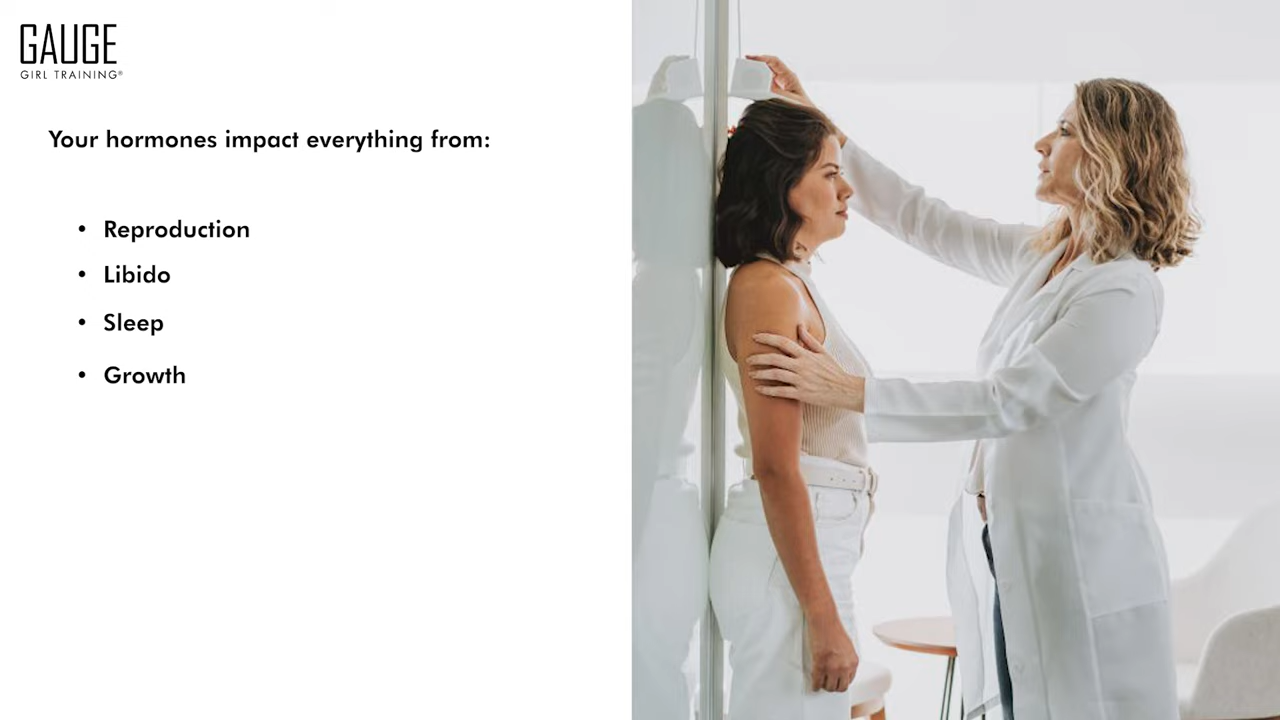 GAUGE
GIRL TRAINING®
Your hormones impact everything from:
• Reproduction
• Libido
• Sleep
• Growth